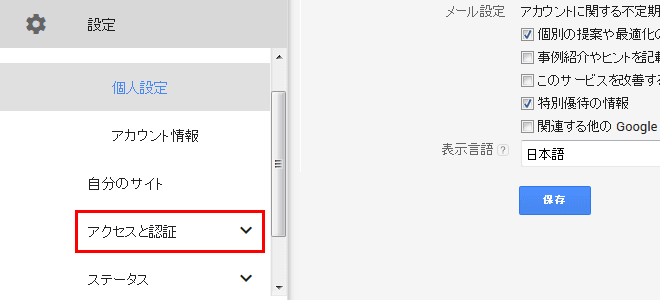 設定
個人設定
アカウント情報
自分のサイト
アクセスと認証
ステータス
メール設定 アカウントに関する不定期
個別の提案や最適化の
事例紹介やヒントを記載
このサービスを改善する
特別優待の情報
関連する他の Google
表示言語 ?
日本語
保存